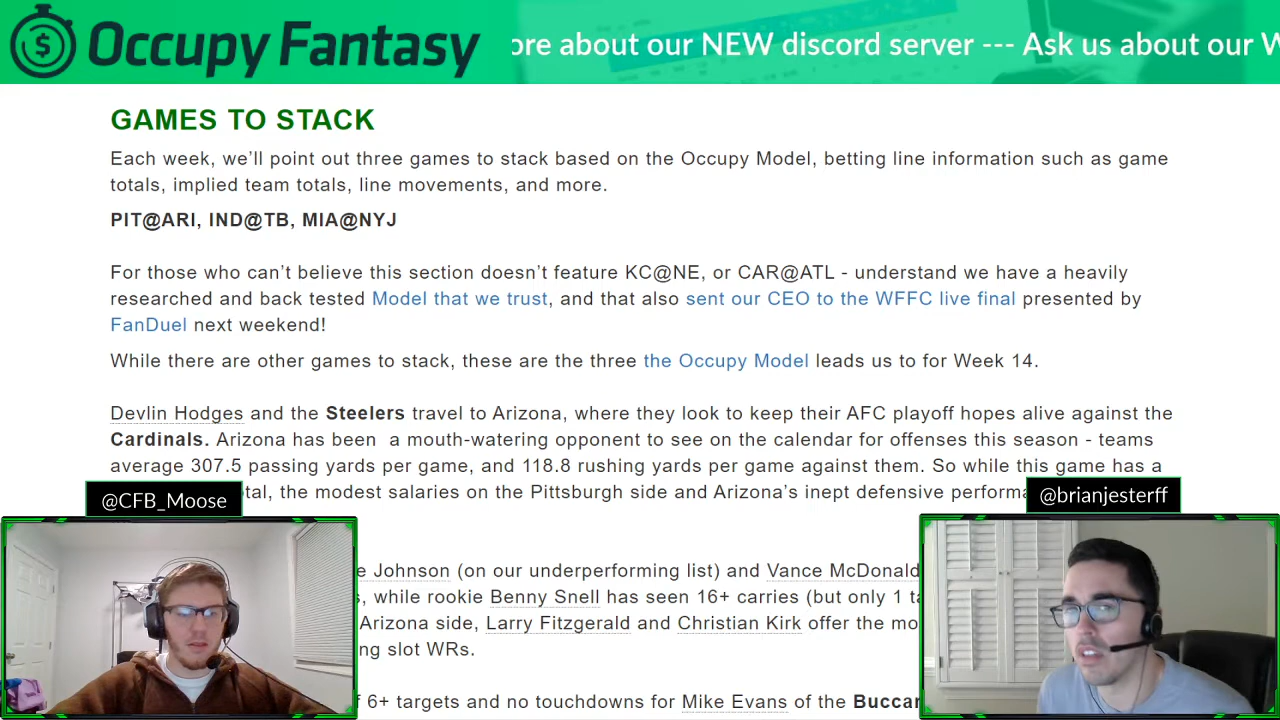 Occupy Fantasy
ore about our NEW discord server --- Ask us about our W
GAMES TO STACK
Each week, we'll point out three games to stack based on the Occupy Model, betting line information such as game
totals, implied team totals, line movements, and more.
PIT@ARI, IND@TB, MIA@NYJ
For those who can't believe this section doesn't feature KC@NE, or CAR@ATL - understand we have a heavily
researched and back tested Model that we trust, and that also sent our CEO to the WFFC live final presented by
FanDuel next weekend!
While there are other games to stack, these are the three the Occupy Model leads us to for Week 14.
Devlin Hodges and the Steelers travel to Arizona, where they look to keep their AFC playoff hopes alive against the
Cardinals. Arizona has been a mouth-watering opponent to see on the calendar for offenses this season - teams
average 307.5 passing yards per game, and 118.8 rushing yards per game against them. So while this game has a
tal, the modest salaries on the Pittsburgh side and Arizona's inept defensive performa
@CFB_Moose
@brianjesterff
e Johnson (on our underperforming list) and Vance McDonald
s, while rookie Benny Snell has seen 16+ carries (but only 1 ta
Arizona side, Larry Fitzgerald and Christian Kirk offer the mo
ng slot WRs.
f 6+ targets and no touchdowns for Mike Evans of the Buccar